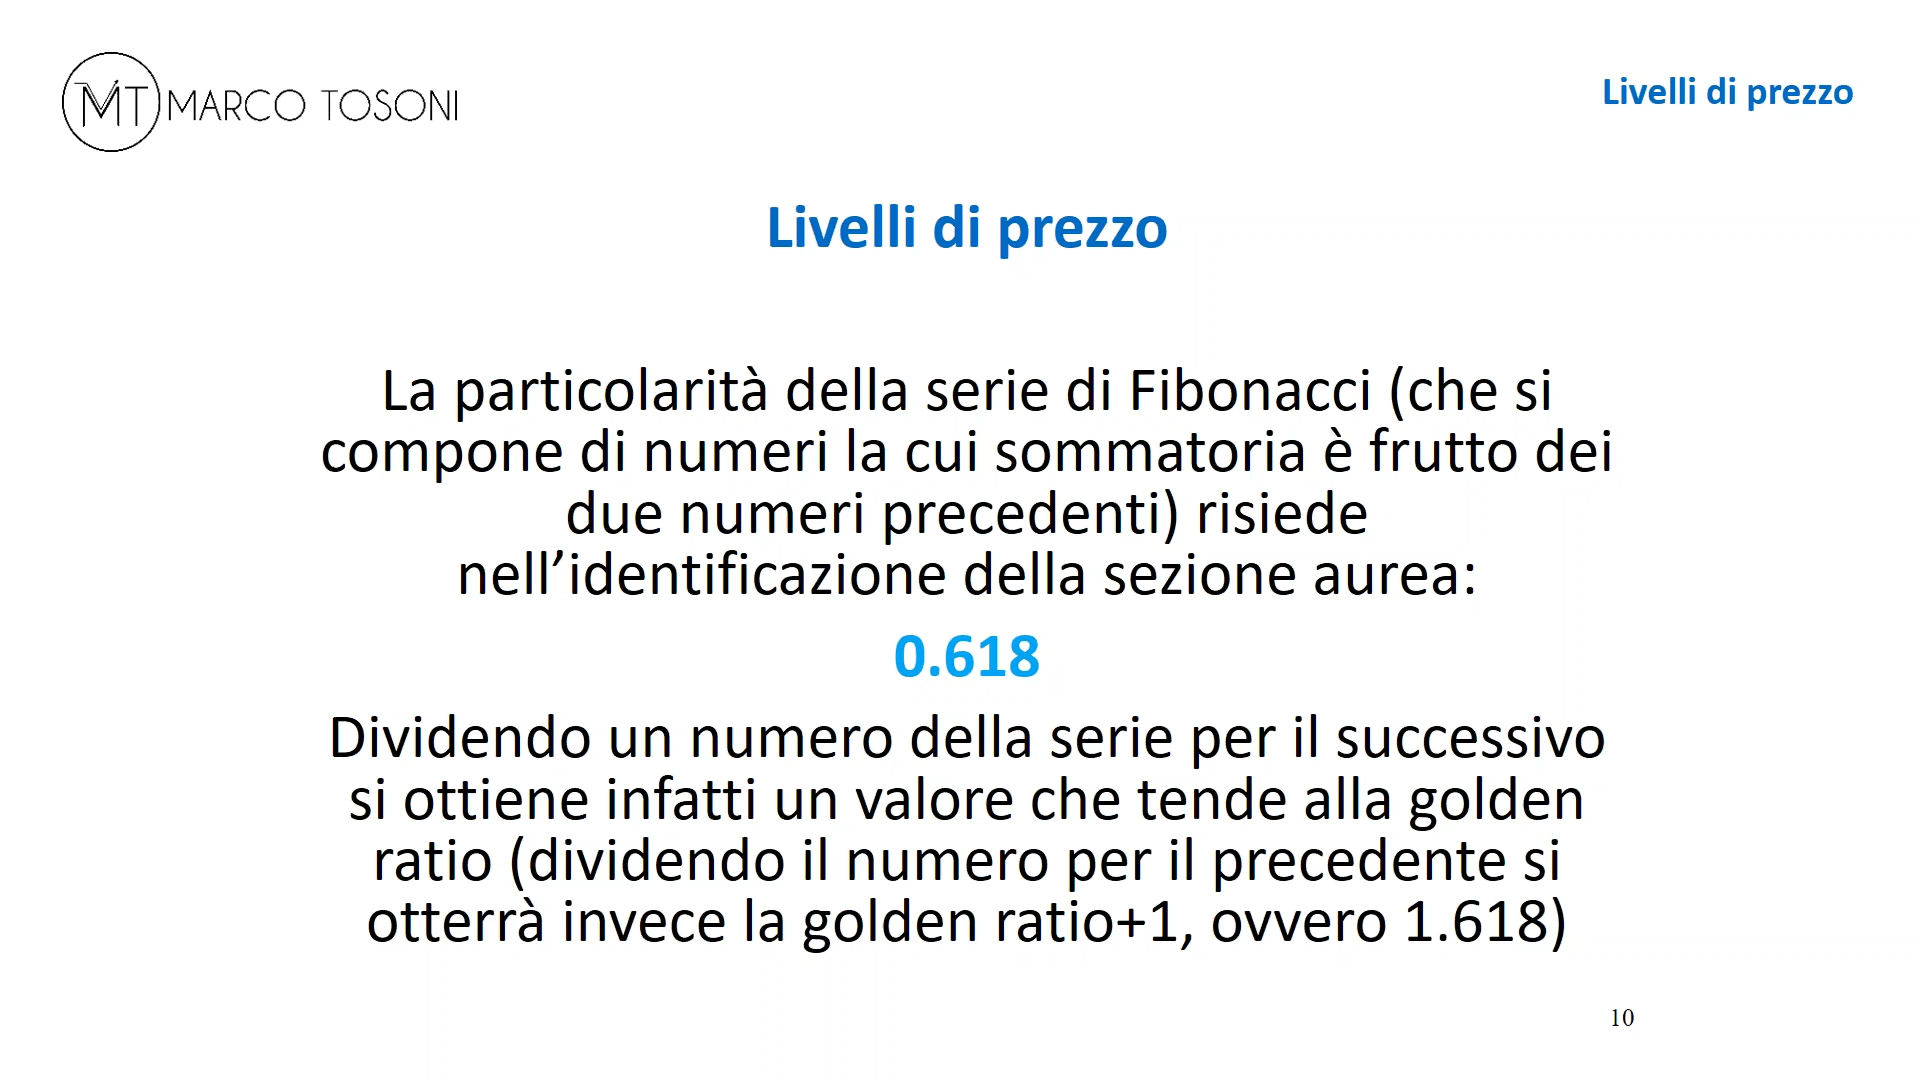 MT MARCO TOSONI
Livelli di prezzo
Livelli di prezzo
La particolarità della serie di Fibonacci (che si
compone di numeri la cui sommatoria è frutto dei
due numeri precedenti) risiede
nell’identificazione della sezione aurea:
0.618
Dividendo un numero della serie per il successivo
si ottiene infatti un valore che tende alla golden
ratio (dividendo il numero per il precedente si
otterrà invece la golden ratio+1, ovvero 1.618)
10